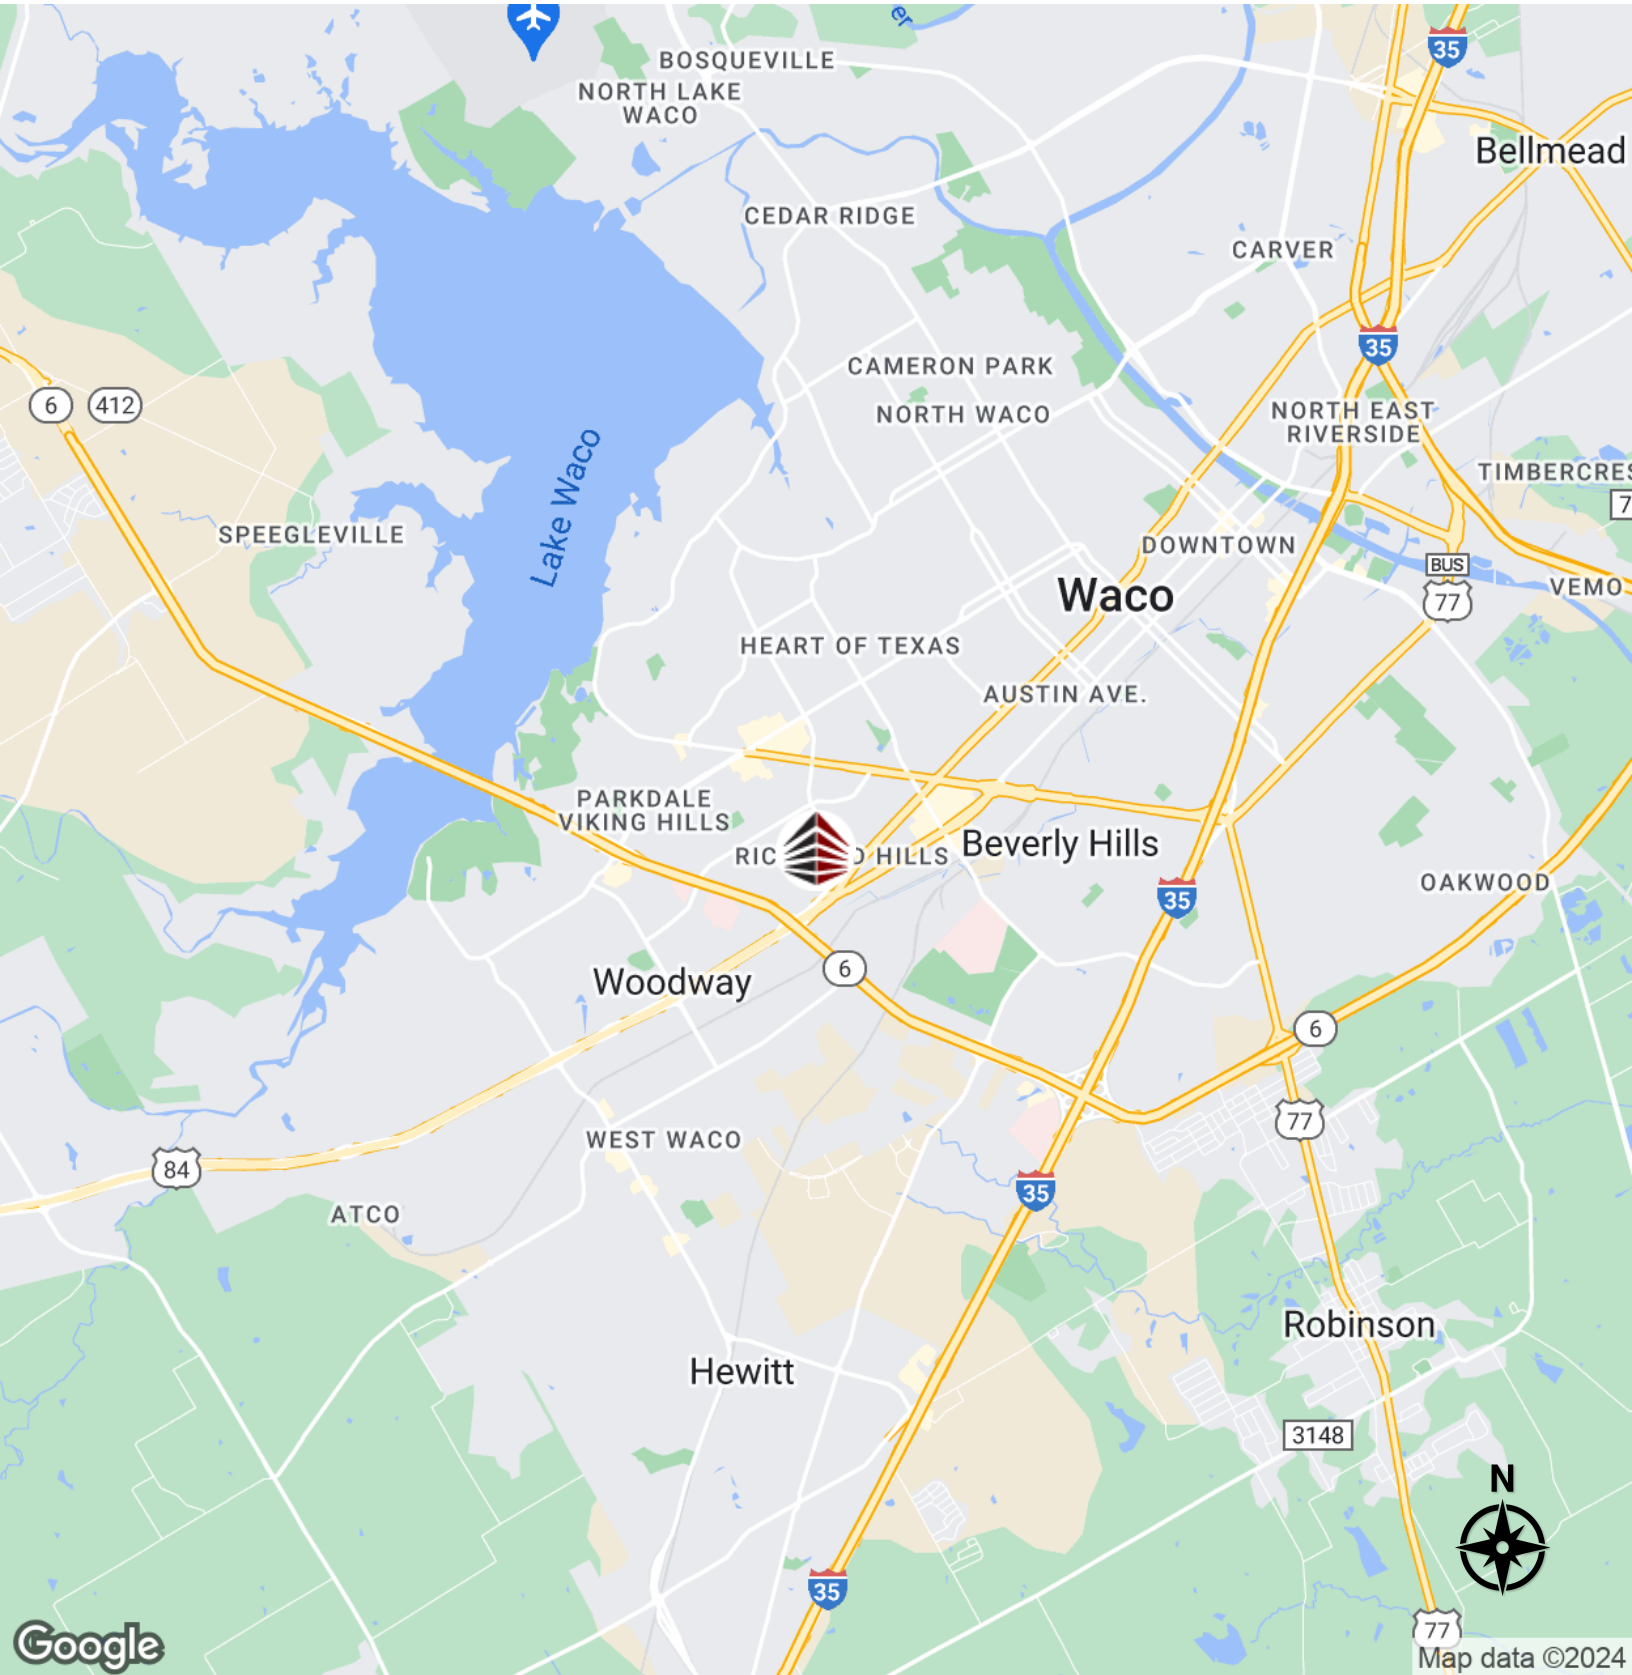 35
BOSQUEVILLE
NORTH LAKE
WACO
er
Bellmead
CEDAR RIDGE
CARVER
35
CAMERON PARK
6
412
NORTH WACO
NORTH EAST
RIVERSIDE
Lake Waco
TIMBERCRES
7
SPEEGLEVILLE
DOWNTOWN
BUS
77
VEMO
Waco
HEART OF TEXAS
AUSTIN AVE.
PARKDALE
VIKING HILLS
RIC
D HILLS
Beverly Hills
OAKWOOD
35
Woodway
6
6
77
WEST WACO
84
35
ATCO
Robinson
Hewitt
3148
N
35
77
Google
Map data ©2024